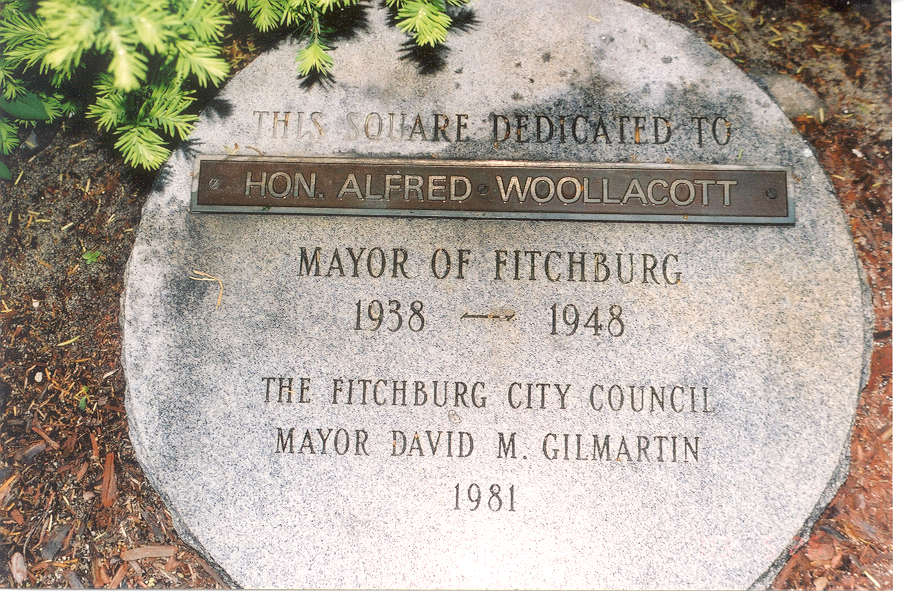 THIS SQUARE DEDICATED TO
HON. ALFRED WOOLLACOTT
MAYOR OF FITCHBURG
1938 — 1948
THE FITCHBURG CITY COUNCIL
MAYOR DAVID M. GILMARTIN
1981